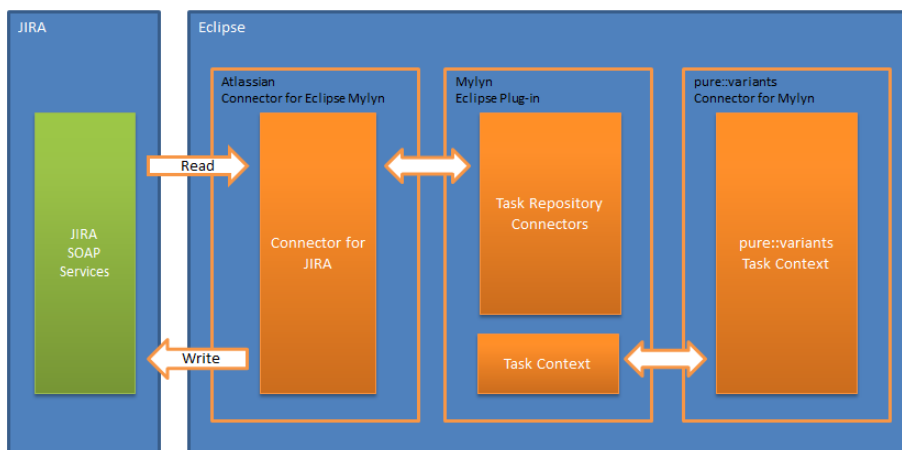 JIRA
Eclipse
Atlassian
Connector for Eclipse Mylyn
Mylyn
Eclipse Plug-in
pure::variants
Connector for Mylyn
Read
JIRA
SOAP
Services
Connector for
JIRA
Task Repository
Connectors
pure::variants
Task Context
Write
Task Context